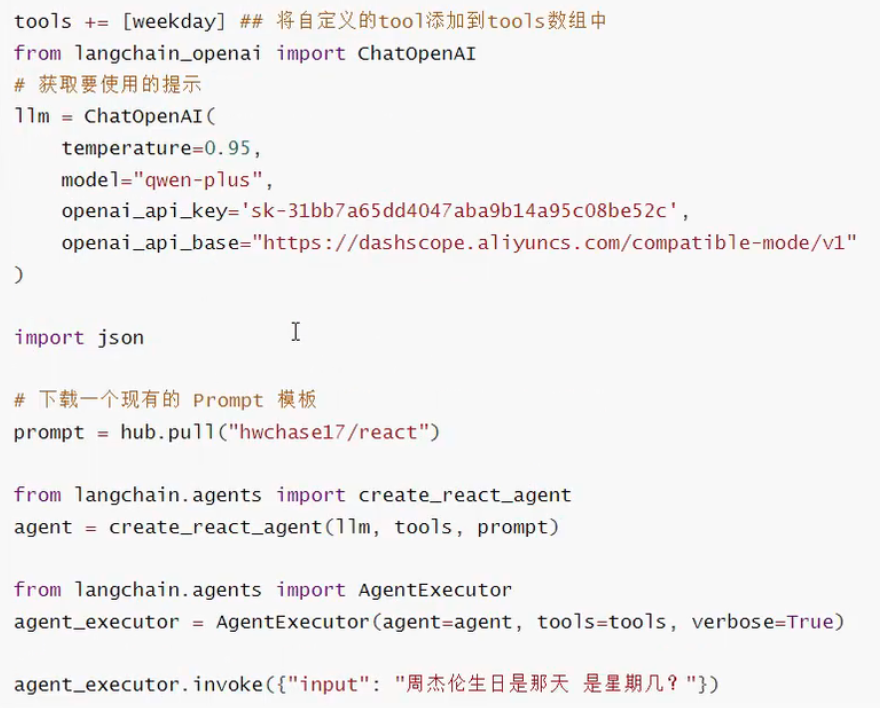 tools += [weekday] ## 将自定义的tool添加到tools数组中
from langchain_openai import ChatOpenAI
# 获取要使用的提示
llm = ChatOpenAI(
    temperature=0.95,
    model="qwen-plus",
    openai_api_key='sk-31bb7a65dd4047aba9b14a95c08be52c',
    openai_api_base="https://dashscope.aliyuncs.com/compatible-mode/v1"
)
import json
# 下载一个现有的 Prompt 模板
prompt = hub.pull("hwchase17/react")
from langchain.agents import create_react_agent
agent = create_react_agent(llm, tools, prompt)
from langchain.agents import AgentExecutor
agent_executor = AgentExecutor(agent=agent, tools=tools, verbose=True)
agent_executor.invoke({"input": "周杰伦生日是那天 是星期几？"})